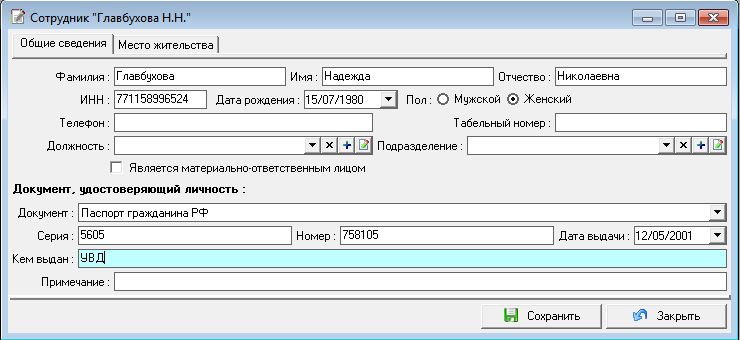 Сотрудник "Главбухова Н.Н."
Общие сведения Место жительства
Фамилия : Главбухова Имя : Надежда Отчество : Николаевна
ИНН : 771158996524 Дата рождения : 15/07/1980 Пол : Мужской Женский
Телефон : Табельный номер :
Должность : Подразделение :
Является материально-ответственным лицом
Документ, удостоверяющий личность :
Документ : Паспорт гражданина РФ
Серия : 5605 Номер : 758105 Дата выдачи : 12/05/2001
Кем выдан : УВД
Примечание :
Сохранить Закрыть